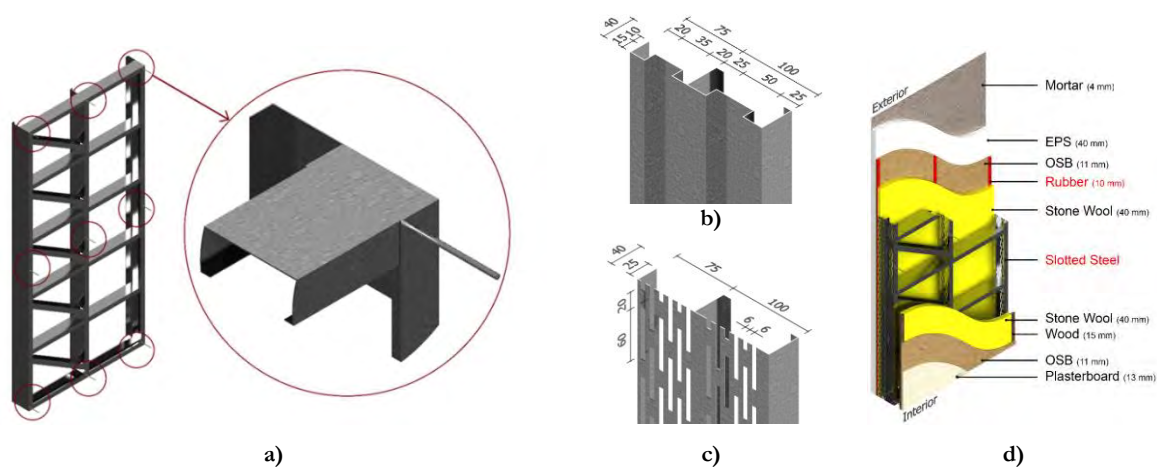 a)
40
10
15
75
20
35
20
25
100
50
25
b)
40
25
20
60
75
100
6
6
c)
Exterior
Mortar (4 mm)
EPS (40 mm)
OSB (11 mm)
Rubber (10 mm)
Stone Wool (40 mm)
Slotted Steel
Stone Wool (40 mm)
Wood (15 mm)
OSB (11 mm)
Plasterboard (13 mm)
Interior
d)